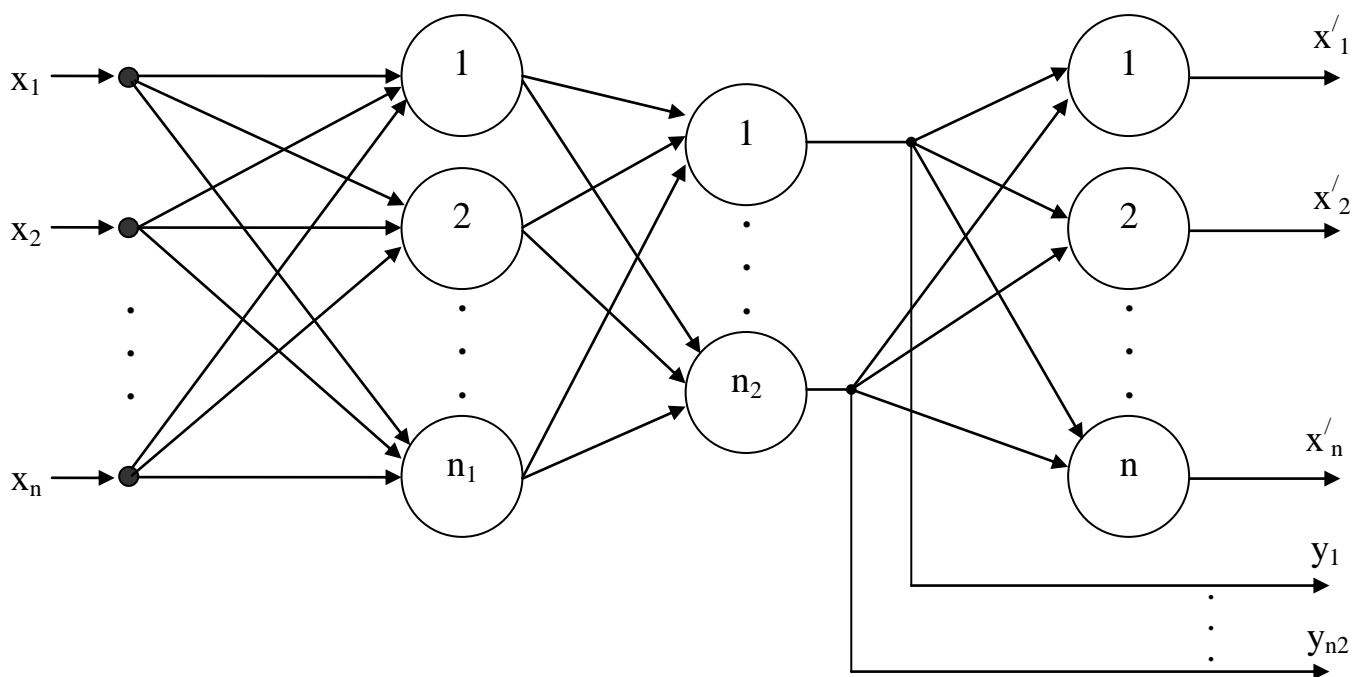 x₁
x₂
xₙ
1
2
n₁
1
n₂
1
2
n
x′₁
x′₂
x′ₙ
y₁
yₙ₂